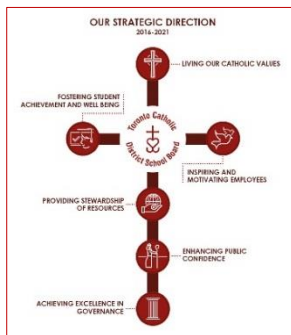 OUR STRATEGIC DIRECTION
2016-2021
LIVING OUR CATHOLIC VALUES
FOSTERING STUDENT
ACHIEVEMENT AND WELL BEING
Toronto Catholic
District School Board
INSPIRING AND
MOTIVATING EMPLOYEES
PROVIDING STEWARDSHIP
OF RESOURCES
ENHANCING PUBLIC
CONFIDENCE
ACHIEVING EXCELLENCE IN
GOVERNANCE